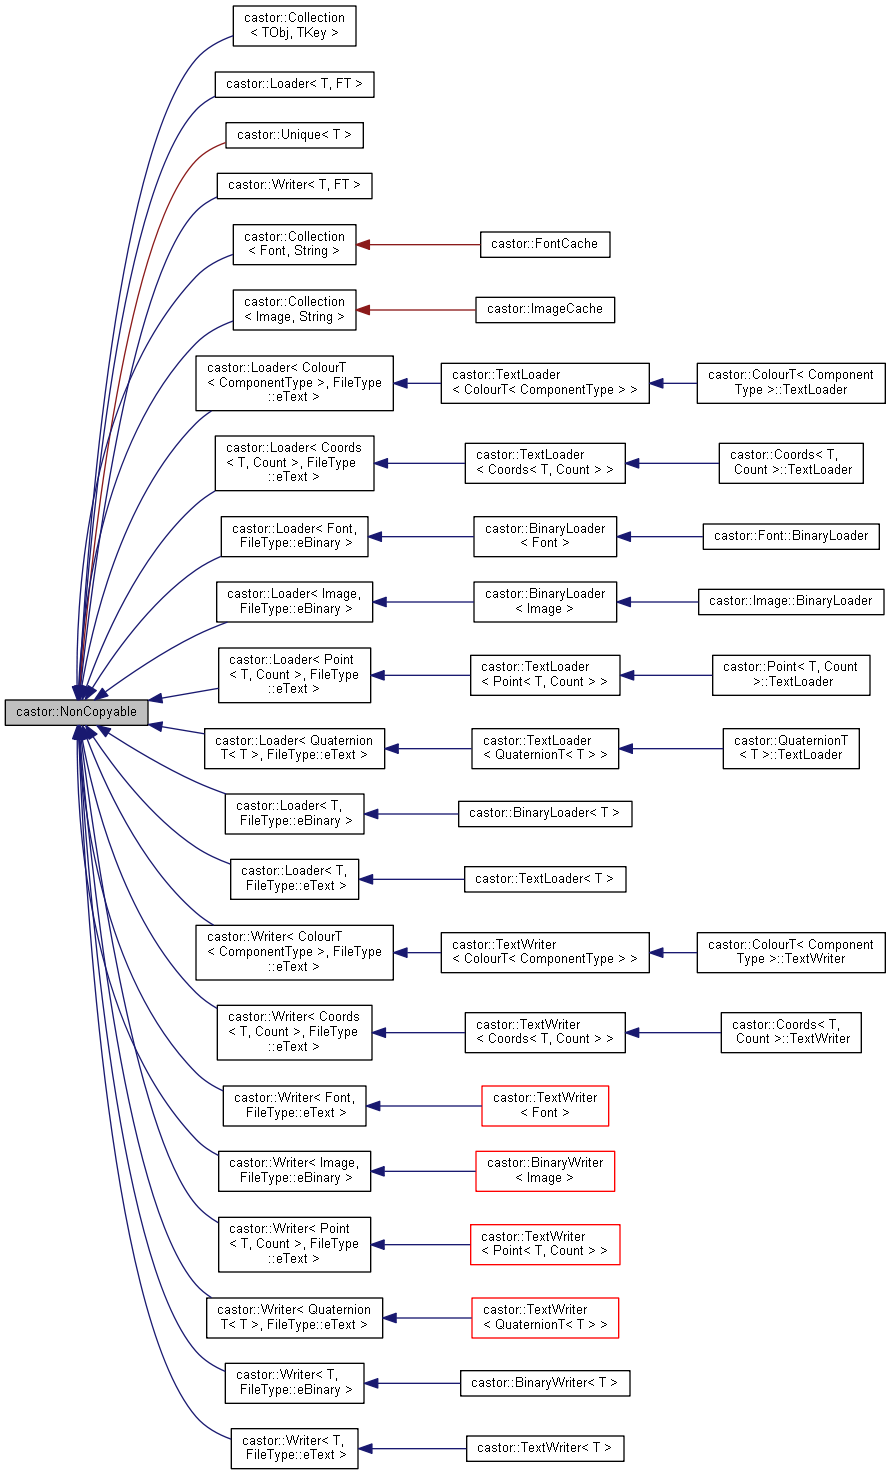 castor::Collection
< TObj, TKey >
castor::Loader< T, FT >
castor::Unique< T >
castor::Writer< T, FT >
castor::Collection
< Font, String >
castor::FontCache
castor::Collection
< Image, String >
castor::ImageCache
castor::Loader< ColourT
< ComponentType >, FileType
::eText >
castor::TextLoader
< ColourT< ComponentType > >
castor::ColourT< Component
Type >::TextLoader
castor::Loader< Coords
< T, Count >, FileType
::eText >
castor::TextLoader
< Coords< T, Count > >
castor::Coords< T,
Count >::TextLoader
castor::Loader< Font,
FileType::eBinary >
castor::BinaryLoader
< Font >
castor::Font::BinaryLoader
castor::Loader< Image,
FileType::eBinary >
castor::BinaryLoader
< Image >
castor::Image::BinaryLoader
castor::Loader< Point
< T, Count >, FileType
::eText >
castor::TextLoader
< Point< T, Count > >
castor::Point< T, Count
>::TextLoader
castor::NonCopyable
castor::Loader< Quaternion
T< T >, FileType::eText >
castor::TextLoader
< QuaternionT< T > >
castor::QuaternionT
< T >::TextLoader
castor::Loader< T,
FileType::eBinary >
castor::BinaryLoader< T >
castor::Loader< T,
FileType::eText >
castor::TextLoader< T >
castor::Writer< ColourT
< ComponentType >, FileType
::eText >
castor::TextWriter
< ColourT< ComponentType > >
castor::ColourT< Component
Type >::TextWriter
castor::Writer< Coords
< T, Count >, FileType
::eText >
castor::TextWriter
< Coords< T, Count > >
castor::Coords< T,
Count >::TextWriter
castor::Writer< Font,
FileType::eText >
castor::TextWriter
< Font >
castor::Writer< Image,
FileType::eBinary >
castor::BinaryWriter
< Image >
castor::Writer< Point
< T, Count >, FileType
::eText >
castor::TextWriter
< Point< T, Count > >
castor::Writer< Quaternion
T< T >, FileType::eText >
castor::TextWriter
< QuaternionT< T > >
castor::Writer< T,
FileType::eBinary >
castor::BinaryWriter< T >
castor::Writer< T,
FileType::eText >
castor::TextWriter< T >